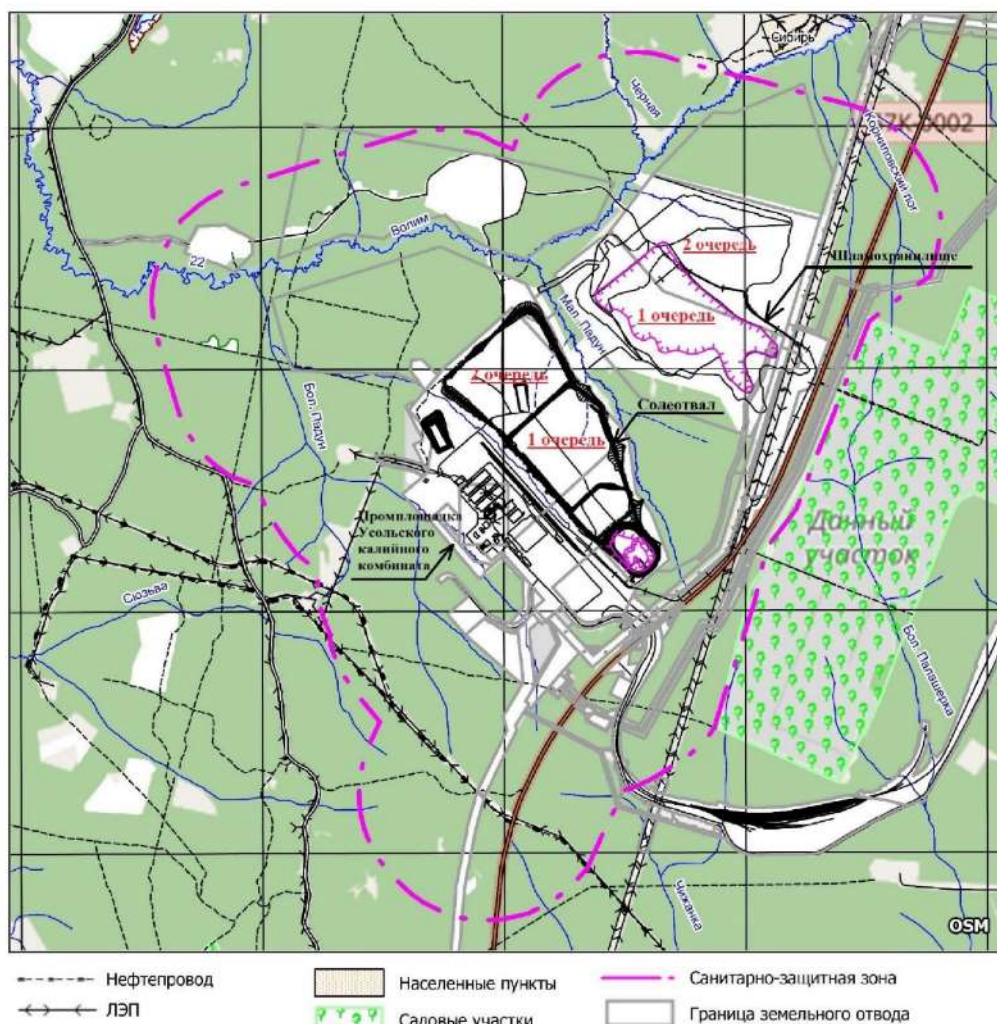 Сибирь
Черная
57К-0002
Корниловский лог
Волим
22
2 очередь
Шламохранилище
1 очередь
Мал. Падун
2 очередь
Солеотвал
1 очередь
Бол. Падун
Промплощадка
Усольского
калийного
комбината
Данный
участок
Сюзьва
Бол. Палашерка
Чижанка
OSM
Нефтепровод
Населенные пункты
Санитарно-защитная зона
ЛЭП
Садовые участки
Граница земельного отвода